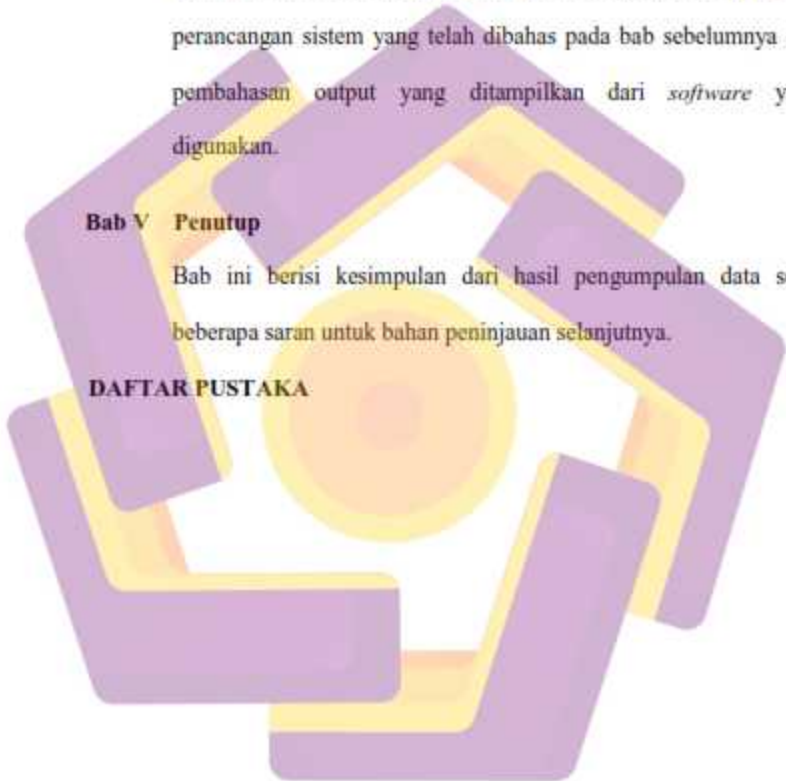 perancangan sistem yang telah dibahas pada bab sebelumnya
pembahasan output yang ditampilkan dari software
digunakan.
Bab V Penutup
Bab ini berisi kesimpulan dari hasil pengumpulan data
beberapa saran untuk bahan peninjauan selanjutnya.
DAFTAR PUSTAKA